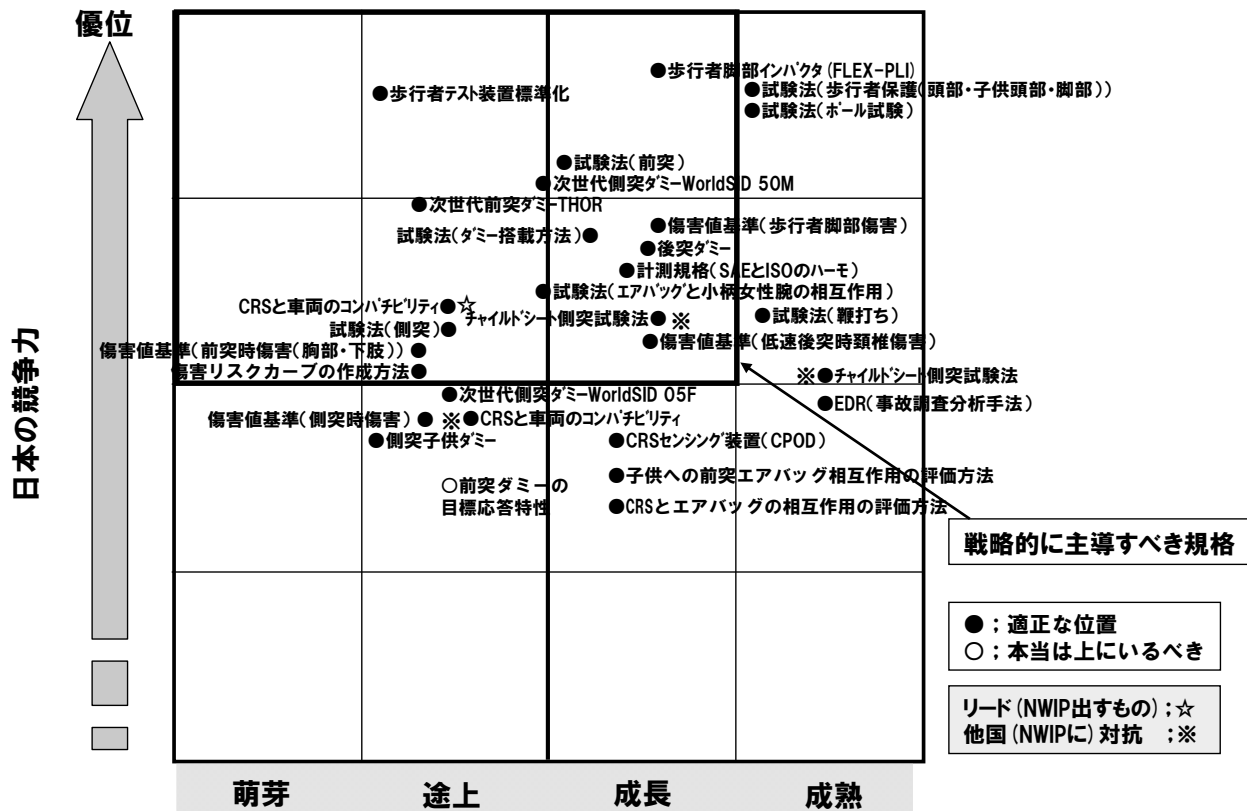 優位
●歩行者脚部インパクタ(FLEX-PLI)
●歩行者テスト装置標準化
●試験法(歩行者保護(頭部・子供頭部・脚部))
●試験法(ポール試験)
●試験法(前突)
●次世代側突ダミーWorldSID 50M
●次世代前突ダミーTHOR
●傷害値基準(歩行者脚部傷害)
試験法(ダミー搭載方法)●
●後突ダミー
●計測規格(SAEとISOのハーモ)
●試験法(エアバッグと小柄女性腕の相互作用)
CRSと車両のコンパチビリティ●☆
チャイルドシート側突試験法●※
●試験法(鞭打ち)
試験法(側突)●
●傷害値基準(低速後突時頚椎傷害)
傷害値基準(前突時傷害(胸部・下肢))●
傷害リスクカーブの作成方法●
※●チャイルドシート側突試験法
●次世代側突ダミーWorldSID 05F
●EDR(事故調査分析手法)
傷害値基準(側突時傷害)●
※●CRSと車両のコンパチビリティ
●側突子供ダミー
●CRSセンシング装置(CPOD)
●子供への前突エアバッグ相互作用の評価方法
○前突ダミーの
目標応答特性
●CRSとエアバッグの相互作用の評価方法
日本の競争力
戦略的に主導すべき規格
●;適正な位置
○;本当は上にいるべき
リード(NWIP出すもの);☆
他国(NWIPに)対抗 ;※
萌芽 途上 成長 成熟